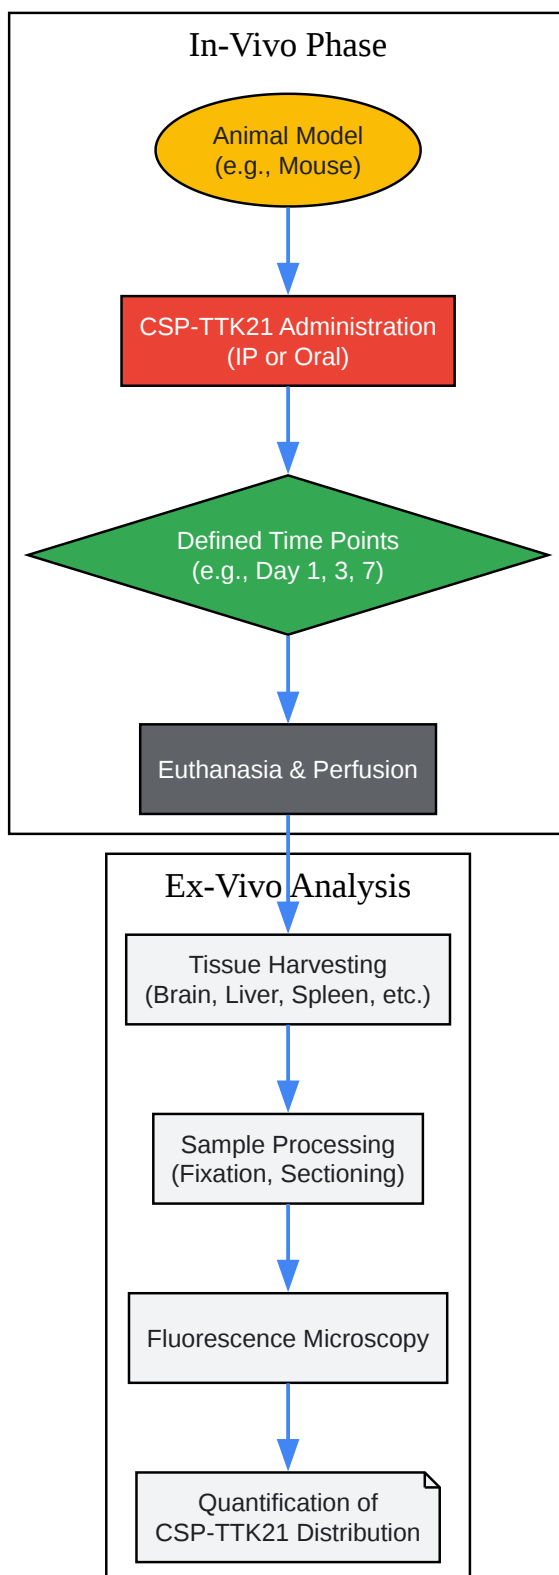 In-Vivo Phase
Animal Model
(e.g., Mouse)
CSP-TTK21 Administration
(IP or Oral)
Defined Time Points
(e.g., Day 1, 3, 7)
Euthanasia & Perfusion
Ex-Vivo Analysis
Tissue Harvesting
(Brain, Liver, Spleen, etc.)
Sample Processing
(Fixation, Sectioning)
Fluorescence Microscopy
Quantification of
CSP-TTK21 Distribution